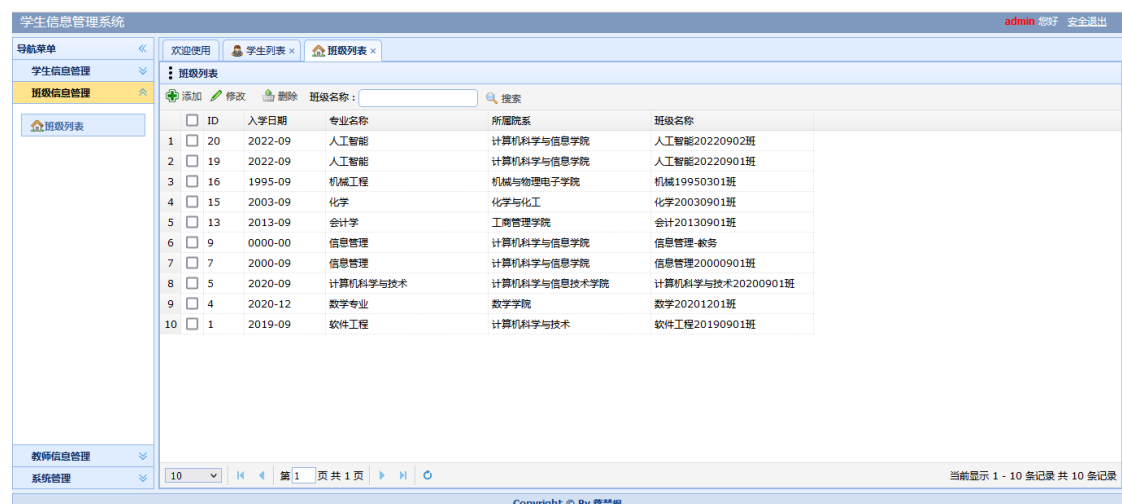 学生信息管理系统 admin 您好 安全退出
导航菜单 欢迎使用 学生列表 班级列表
学生信息管理 班级列表
班级信息管理 添加 修改 删除 班级名称： 搜索
班级列表
ID 入学日期 专业名称 所属院系 班级名称
1 20 2022-09 人工智能 计算机科学与信息学院 人工智能20220902班
2 19 2022-09 人工智能 计算机科学与信息学院 人工智能20220901班
3 16 1995-09 机械工程 机械与物理电子学院 机械19950301班
4 15 2003-09 化学 化学与化工 化学20030901班
5 13 2013-09 会计学 工商管理学院 会计20130901班
6 9 0000-00 信息管理 计算机科学与信息学院 信息管理-教务
7 7 2000-09 信息管理 计算机科学与信息学院 信息管理20000901班
8 5 2020-09 计算机科学与技术 计算机科学与信息技术学院 计算机科学与技术20200901班
9 4 2020-12 数学专业 数学学院 数学20201201班
10 1 2019-09 软件工程 计算机科学与技术 软件工程20190901班
教师信息管理
系统管理 10 第 1 页 共 1 页 当前显示 1 - 10 条记录 共 10 条记录
Copyright © By